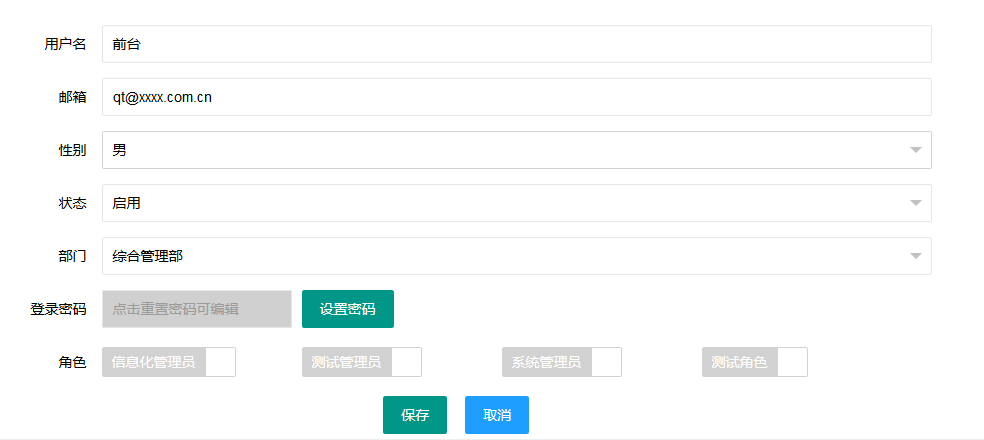 用户名 前台
邮箱 qt@xxxx.com.cn
性别 男
状态 启用
部门 综合管理部
登录密码 点击重置密码可编辑 设置密码
角色 信息化管理员 测试管理员 系统管理员 测试角色
保存 取消